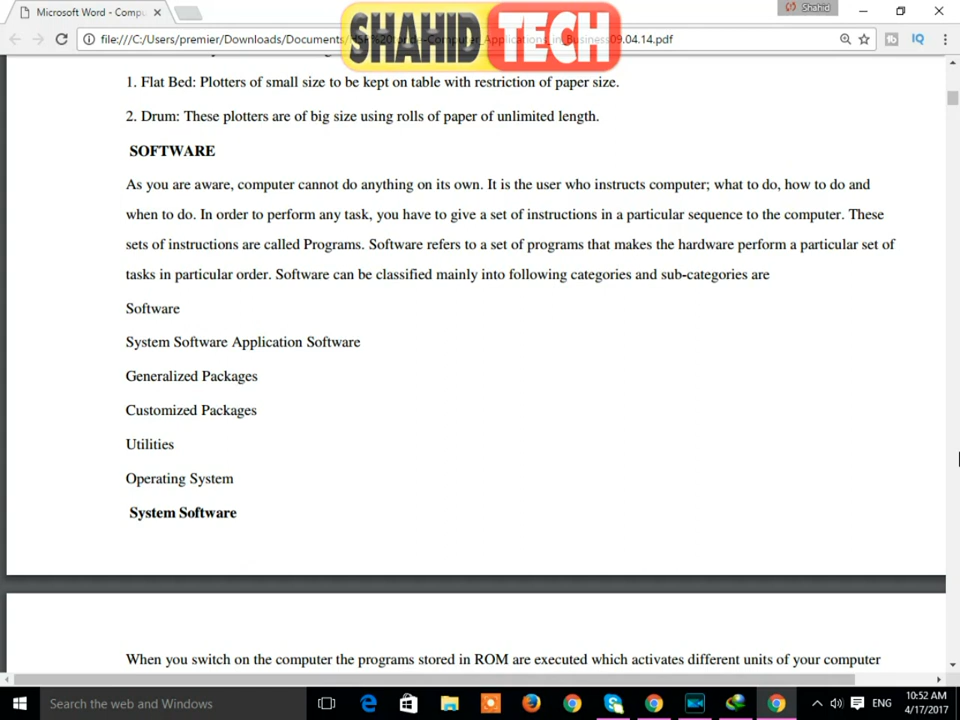 Microsoft Word - Compu
Shahid
SHAHID TECH
file:///C:/Users/premier/Downloads/Documents/
Computer_Applications_in_Business09.04.14.pdf
IQ
1. Flat Bed: Plotters of small size to be kept on table with restriction of paper size.
2. Drum: These plotters are of big size using rolls of paper of unlimited length.
SOFTWARE
As you are aware, computer cannot do anything on its own. It is the user who instructs computer; what to do, how to do and
when to do. In order to perform any task, you have to give a set of instructions in a particular sequence to the computer. These
sets of instructions are called Programs. Software refers to a set of programs that makes the hardware perform a particular set of
tasks in particular order. Software can be classified mainly into following categories and sub-categories are
Software
System Software Application Software
Generalized Packages
Customized Packages
Utilities
Operating System
System Software
When you switch on the computer the programs stored in ROM are executed which activates different units of your computer
Search the web and Windows
ENG
10:52 AM
4/17/2017